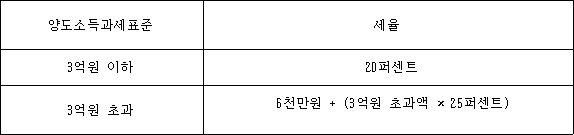 양도소득과세표준 세율
3억원 이하 20퍼센트
3억원 초과 6천만원 + (3억원 초과액 × 25퍼센트)